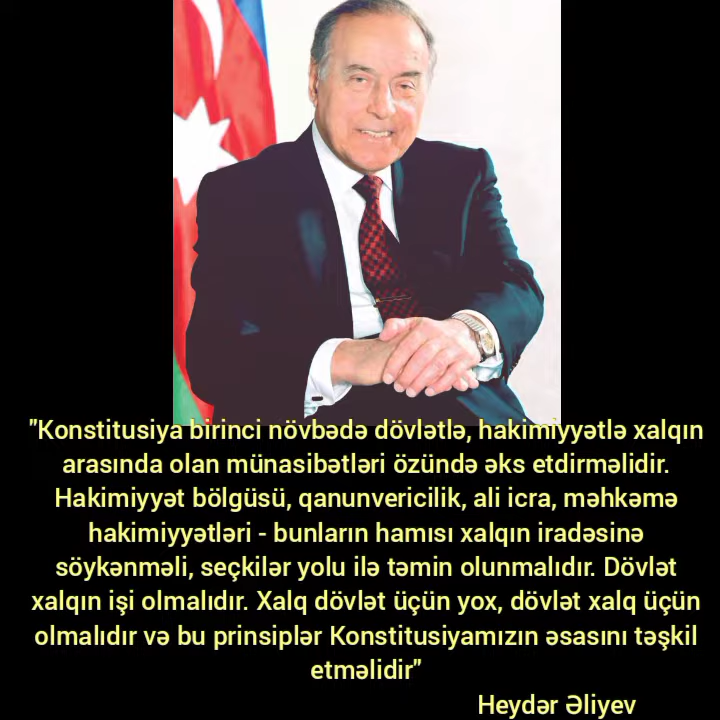 "Konstitusiya birinci növbədə dövlətlə, hakimiyyətlə xalqın
arasında olan münasibətləri özündə əks etdirməlidir.
Hakimiyyət bölgüsü, qanunvericilik, ali icra, məhkəmə
hakimiyyətləri - bunların hamısı xalqın iradəsinə
söykənməli, seçkilər yolu ilə təmin olunmalıdır. Dövlət
xalqın işi olmalıdır. Xalq dövlət üçün yox, dövlət xalq üçün
olmalıdır və bu prinsiplər Konstitusiyamızın əsasını təşkil
etməlidir"
Heydər Əliyev